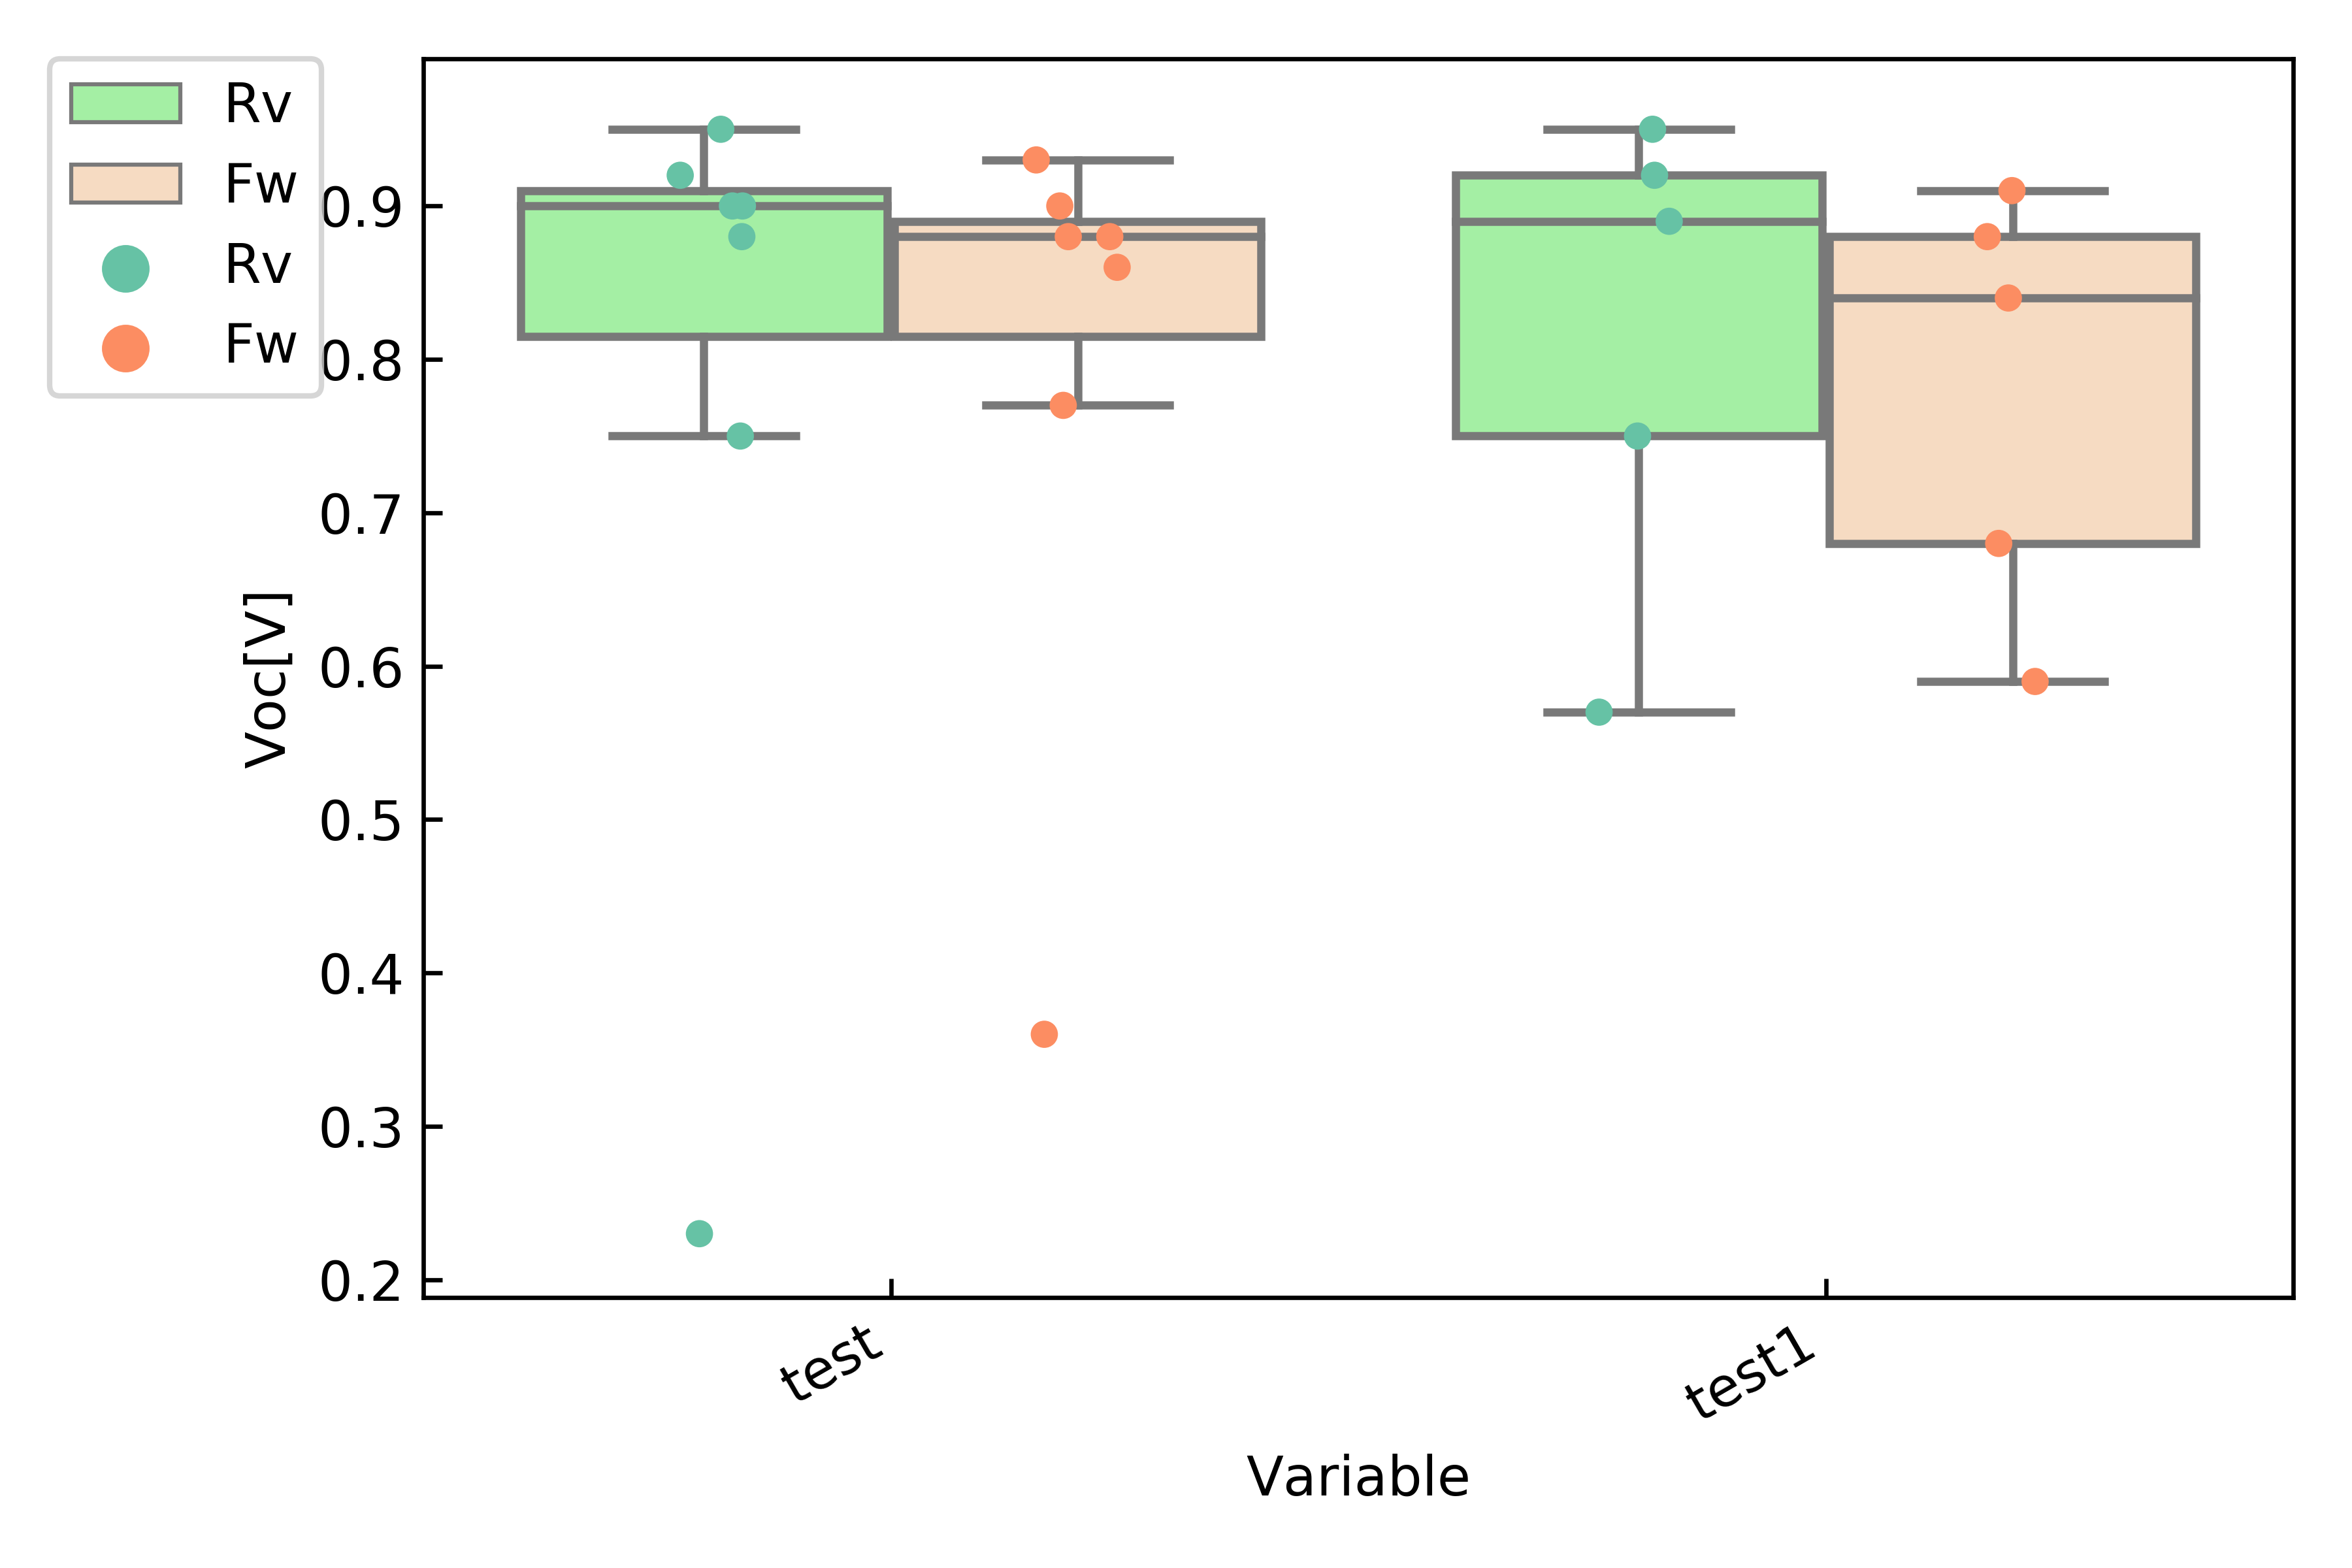 Rv
Fw
Rv
Fw
0.9
0.8
0.7
0.6
0.5
0.4
0.3
0.2
Voc[V]
test
test1
Variable